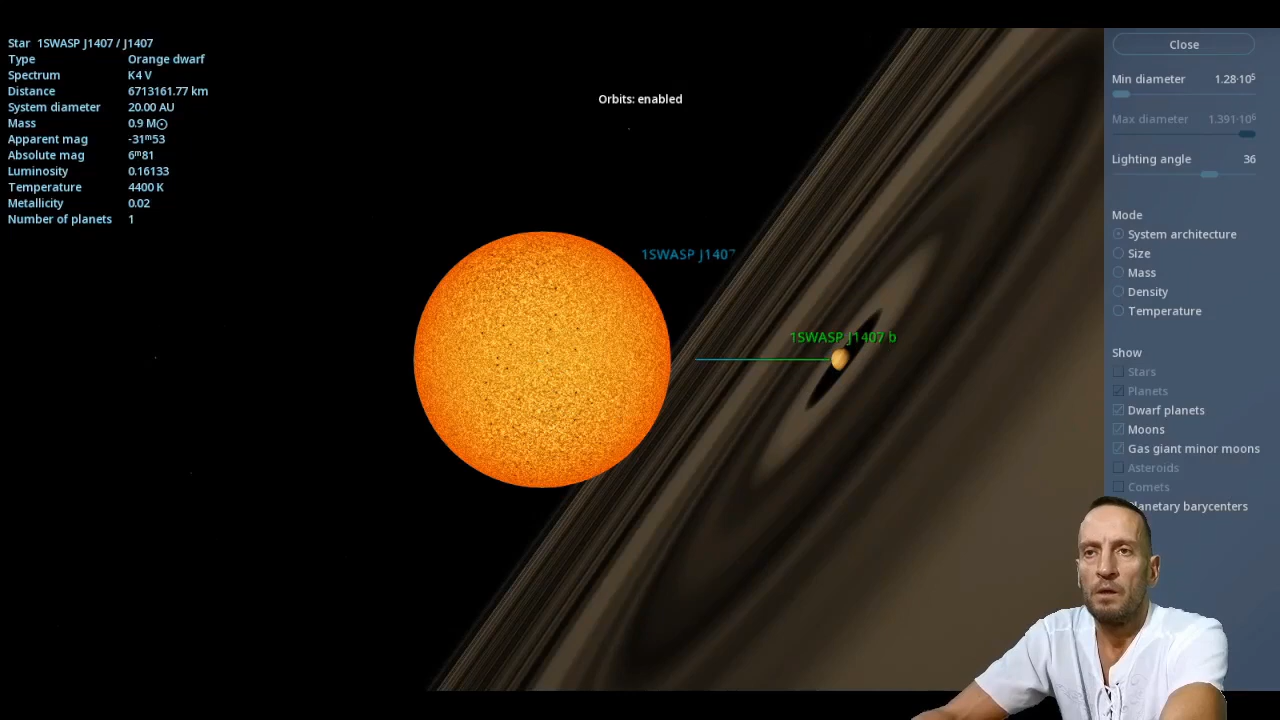 Star 1SWASP J1407 / J1407
Type Orange dwarf
Spectrum K4 V
Distance 6713161.77 km
System diameter 20.00 AU
Mass 0.9 M☉
Apparent mag -31ᵐ53
Absolute mag 6ᵐ81
Luminosity 0.16133
Temperature 4400 K
Metallicity 0.02
Number of planets 1
Orbits: enabled
1SWASP J1407
1SWASP J1407 b
Close
Min diameter 1.28·10⁵
Max diameter 1.391·10⁶
Lighting angle 36
Mode
System architecture
Size
Mass
Density
Temperature
Show
Stars
Planets
Dwarf planets
Moons
Gas giant minor moons
Asteroids
Comets
lanetary barycenters